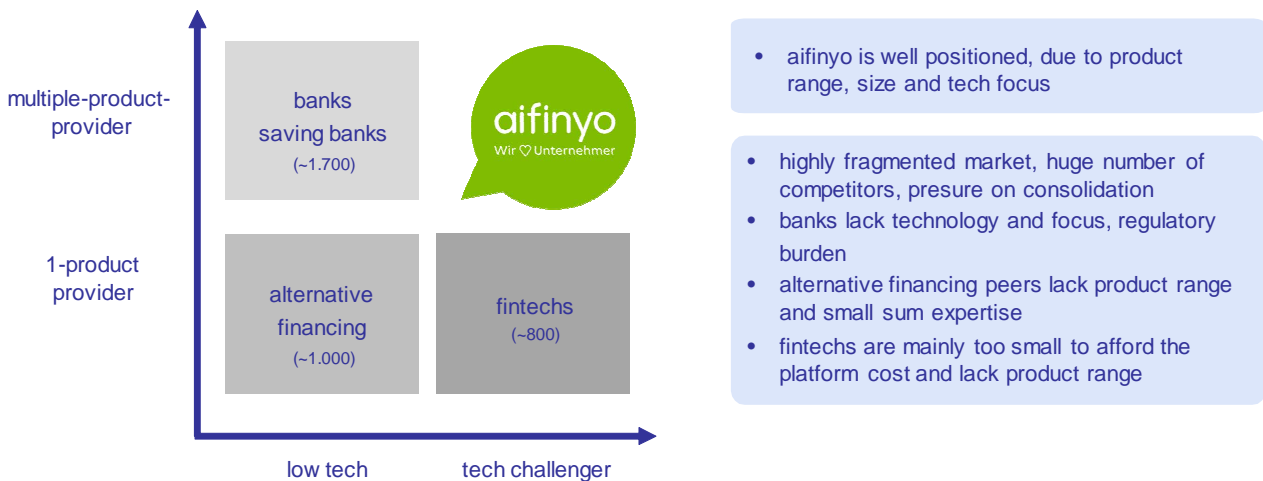 multiple-product-
provider
banks
saving banks
(~1.700)
aifinyo
Wir ♡ Unternehmer
1-product
provider
alternative
financing
(~1.000)
fintechs
(~800)
low tech
tech challenger
• aifinyo is well positioned, due to product
range, size and tech focus
• highly fragmented market, huge number of
competitors, presure on consolidation
• banks lack technology and focus, regulatory
burden
• alternative financing peers lack product range
and small sum expertise
• fintechs are mainly too small to afford the
platform cost and lack product range